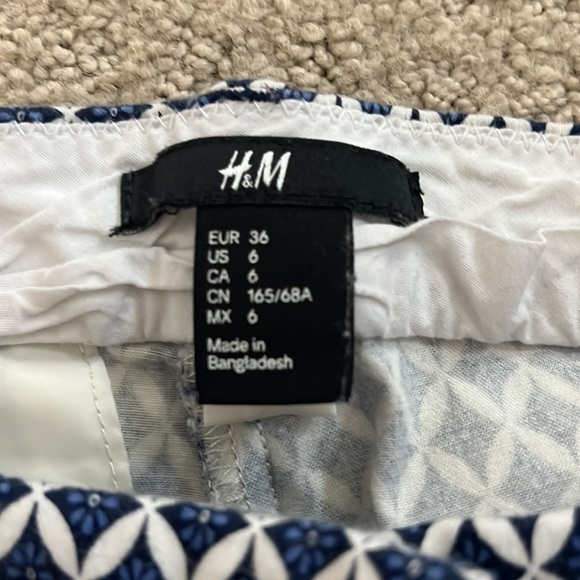 H&M
EUR 36
US 6
CA 6
CN 165/68A
MX 6
Made in
Bangladesh